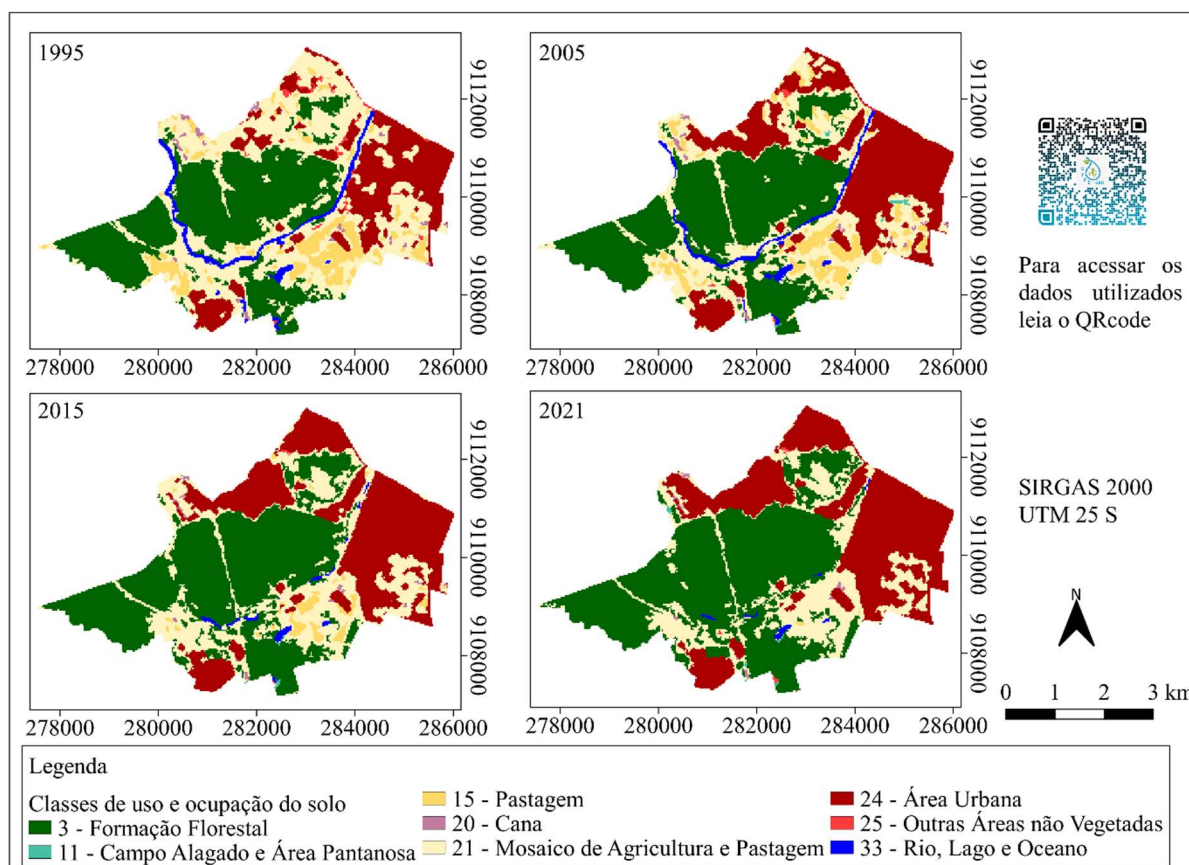 1995
9112000
9110000
9108000
278000 280000 282000 284000 286000
2005
9112000
9110000
9108000
278000 280000 282000 284000 286000
2015
9112000
9110000
9108000
278000 280000 282000 284000 286000
2021
9112000
9110000
9108000
278000 280000 282000 284000 286000
Para acessar os
dados utilizados
leia o QRcode
SIRGAS 2000
UTM 25 S
N
0 1 2 3 km
Legenda
Classes de uso e ocupação do solo
3 - Formação Florestal
11 - Campo Alagado e Área Pantanosa
15 - Pastagem
20 - Cana
21 - Mosaico de Agricultura e Pastagem
24 - Área Urbana
25 - Outras Áreas não Vegetadas
33 - Rio, Lago e Oceano